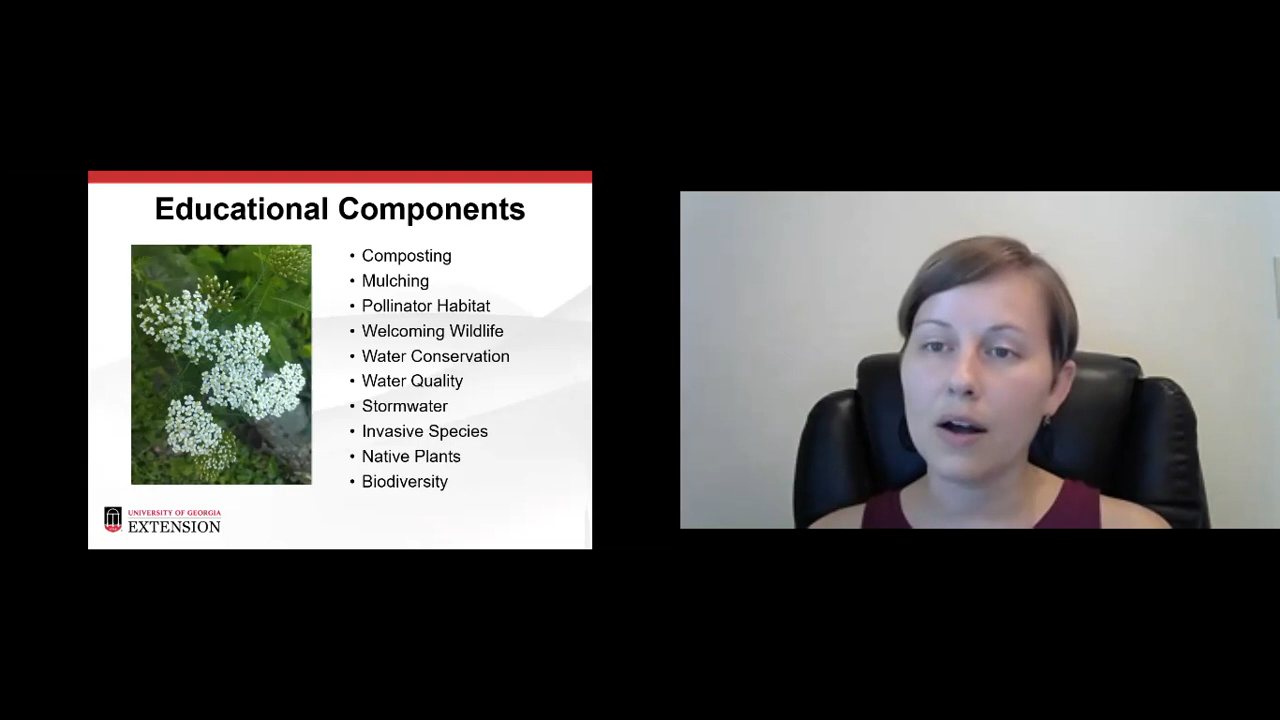 Educational Components
• Composting
• Mulching
• Pollinator Habitat
• Welcoming Wildlife
• Water Conservation
• Water Quality
• Stormwater
• Invasive Species
• Native Plants
• Biodiversity
UNIVERSITY OF GEORGIA
EXTENSION